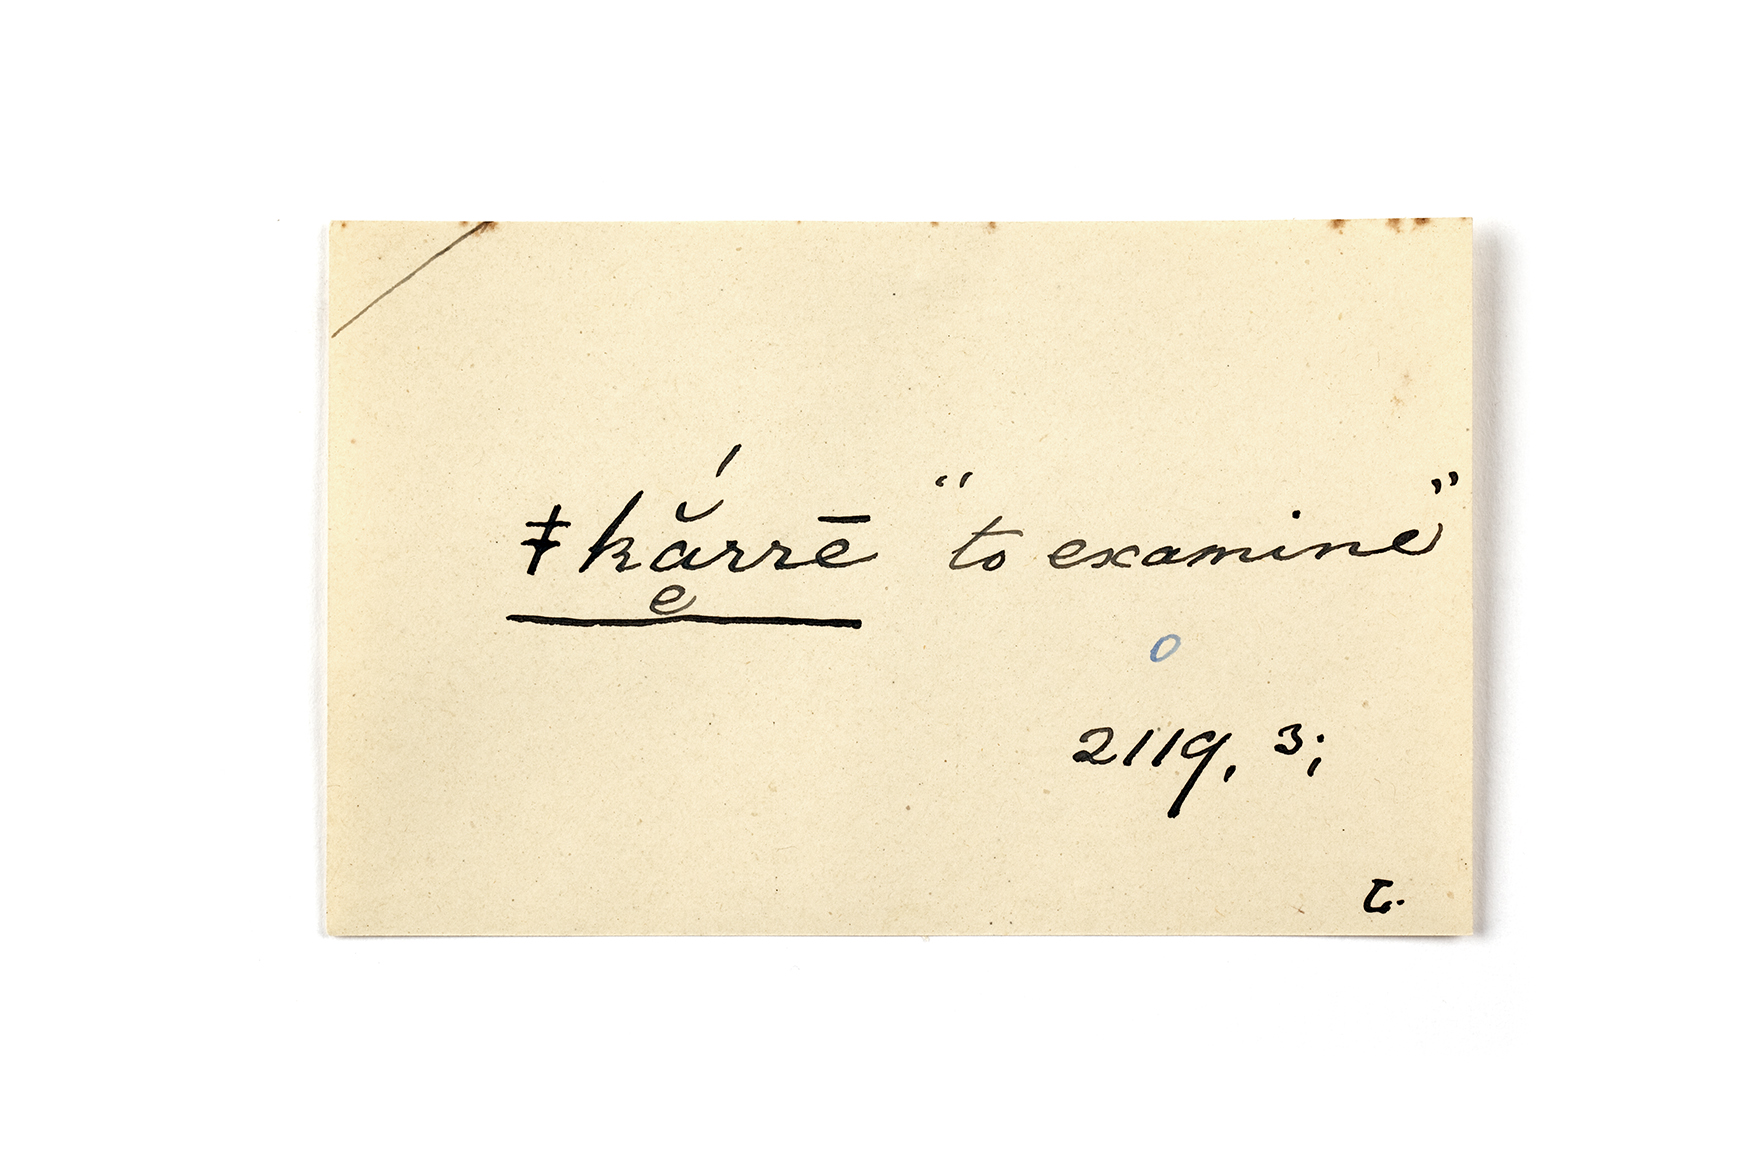 ǂkắrrē "to examine"
e
o
2119, 3;
L.